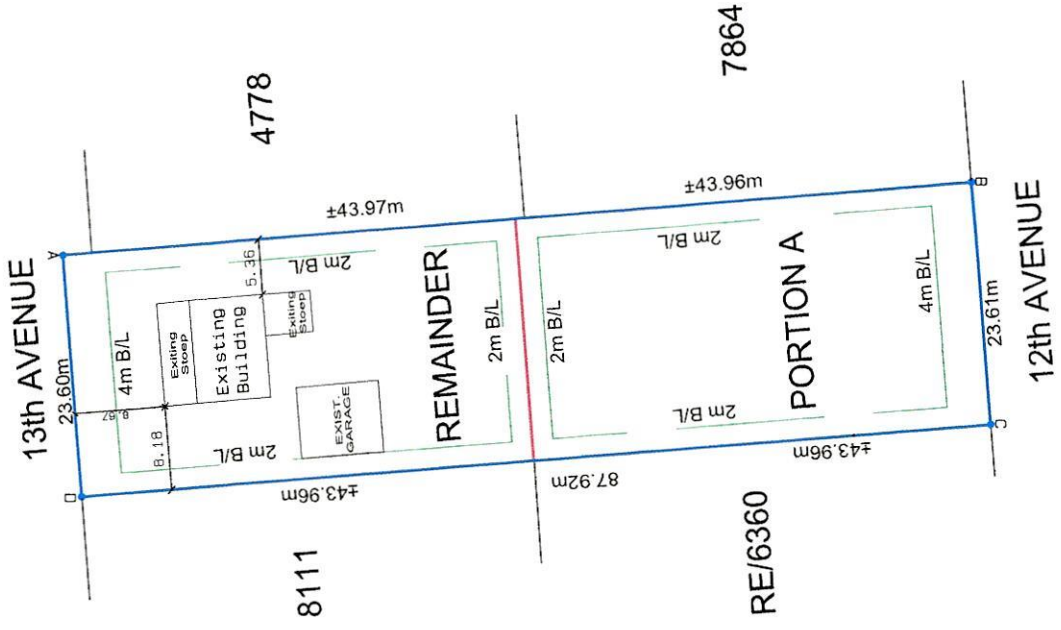 13th AVENUE
4778
7864
A
23.60m
D
±43.97m
±43.96m
4m B/L
2m B/L
5.36
Exiting
Stoep
Existing
Building
Exiting
Stoep
8.67
8.18
2m B/L
EXIST.
GARAGE
REMAINDER
2m B/L
±43.96m
2m B/L
2m B/L
PORTION A
2m B/L
4m B/L
B
23.61m
C
±43.96m
87.92m
12th AVENUE
8111
RE/6360